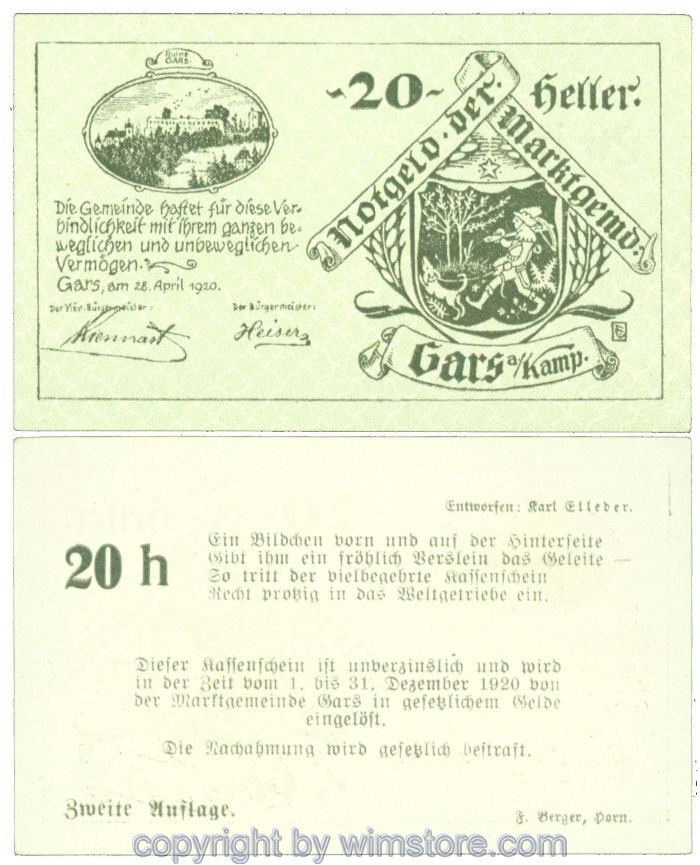 Ruine
GARS.
-20- Heller.
Notgeld der Marktgemd:
Die Gemeinde haftet für diese Ver-
bindlichkeit mit ihrem ganzen be-
weglichen und unbeweglichen
Vermögen.
Gars, am 28. April 1920.
Der Vize-Bürgermeister: Der Bürgermeister:
Kiennast Heiser
Gars a/Kamp.
Entworfen: Karl Elleder.
20 h
Ein Bildchen vorn und auf der Hinterseite
Gibt ihm ein fröhlich Verslein das Geleite —
So tritt der vielbegehrte Kassenschein
Recht protzig in das Weltgetriebe ein.
Dieser Kassenschein ist unverzinslich und wird
in der Zeit vom 1. bis 31. Dezember 1920 von
der Marktgemeinde Gars in gesetzlichem Gelde
eingelöst.
Die Nachahmung wird gesetzlich bestraft.
Zweite Auflage.
F. Berger, Horn.
copyright by wimstore.com